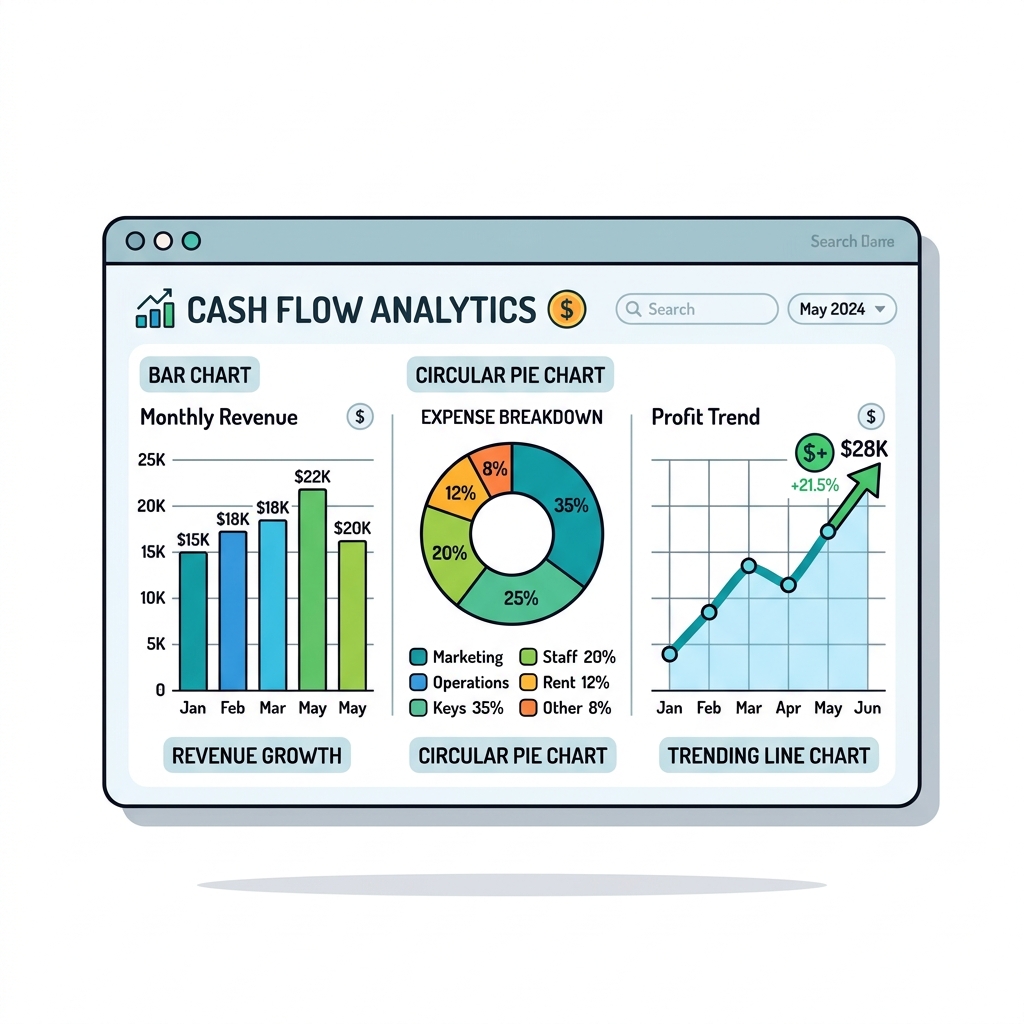 Search
CASH FLOW ANALYTICS $
Search
May 2024
BAR CHART
Monthly Revenue $
25K
20K
15K
10K
5K
0
$15K
$18K
$18K
$22K
$20K
Jan Feb Mar May May
REVENUE GROWTH
CIRCULAR PIE CHART
EXPENSE BREAKDOWN
8%
12%
35%
20%
25%
Marketing
Staff 20%
Operations
Rent 12%
Keys 35%
Other 8%
CIRCULAR PIE CHART
Profit Trend $
$+ $28K
+21.5%
Jan Feb Mar Apr May Jun
TRENDING LINE CHART